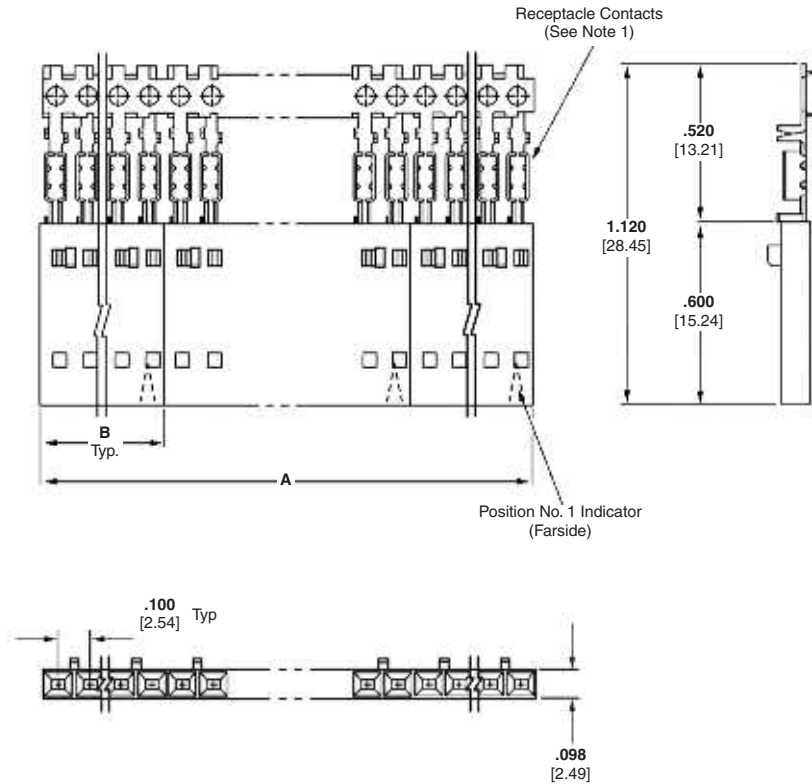 Receptacle Contacts
(See Note 1)
.520
[13.21]
1.120
[28.45]
.600
[15.24]
B
Typ.
A
Position No. 1 Indicator
(Farside)
.100
[2.54]
Typ
.098
[2.49]